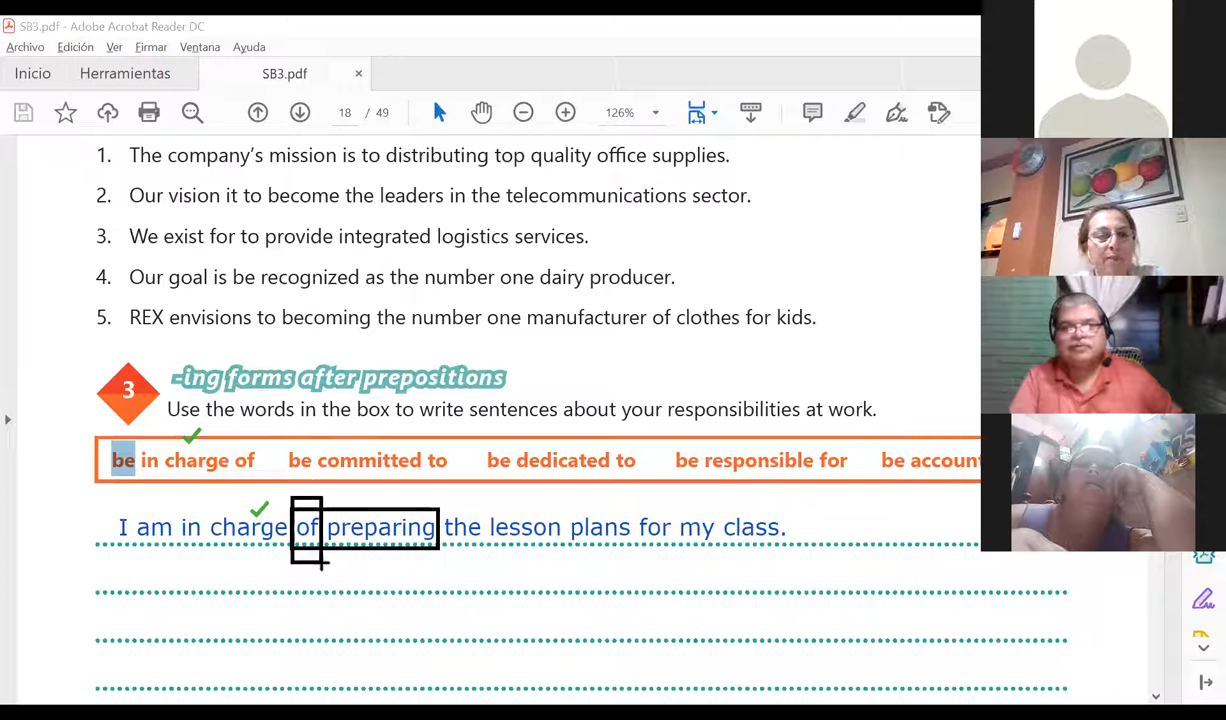 SB3.pdf - Adobe Acrobat Reader DC
Archivo Edición Ver Firmar Ventana Ayuda
Inicio Herramientas SB3.pdf ×
18 / 49 126%
1. The company's mission is to distributing top quality office supplies.
2. Our vision it to become the leaders in the telecommunications sector.
3. We exist for to provide integrated logistics services.
4. Our goal is be recognized as the number one dairy producer.
5. REX envisions to becoming the number one manufacturer of clothes for kids.
3 -ing forms after prepositions
Use the words in the box to write sentences about your responsibilities at work.
be in charge of be committed to be dedicated to be responsible for be account
I am in charge of preparing the lesson plans for my class.